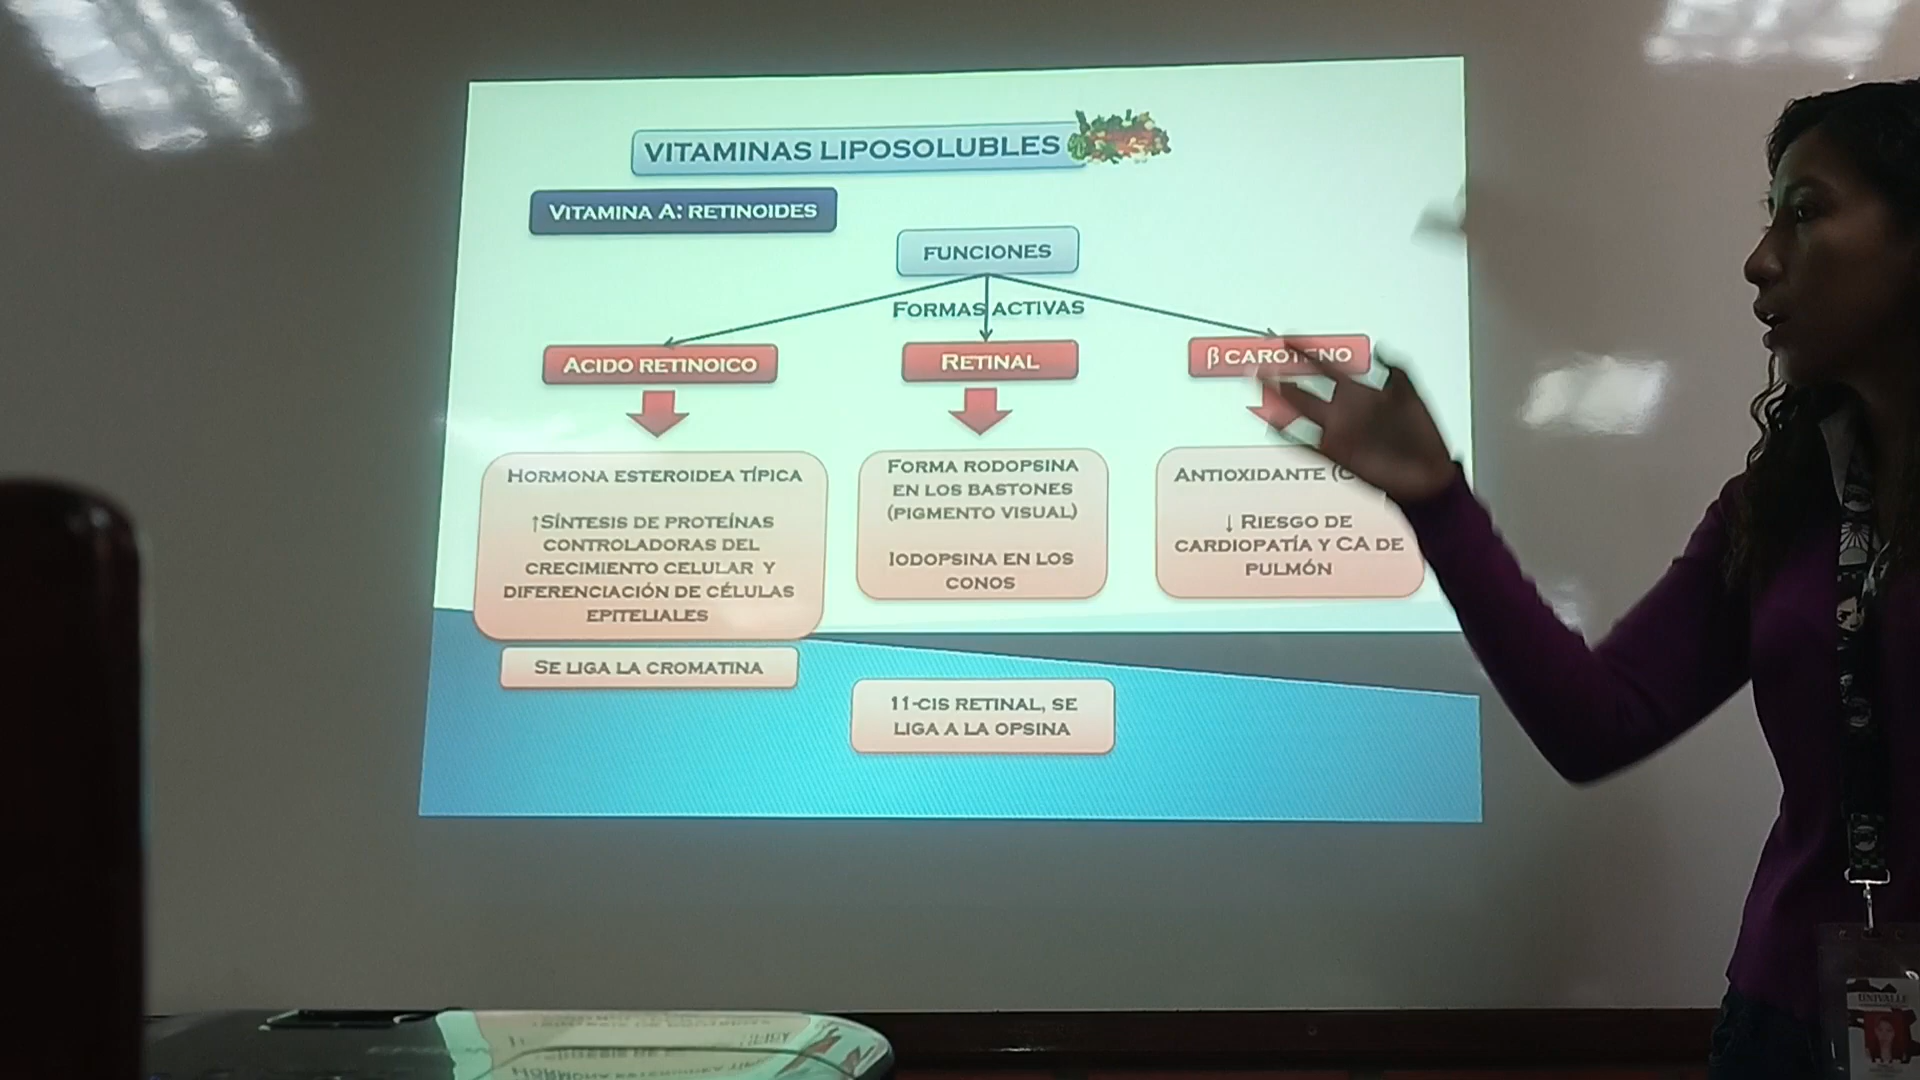 VITAMINAS LIPOSOLUBLES
VITAMINA A: RETINOIDES
FUNCIONES
FORMAS ACTIVAS
ACIDO RETINOICO
RETINAL
β CAROTENO
HORMONA ESTEROIDEA TÍPICA
↑SÍNTESIS DE PROTEÍNAS
CONTROLADORAS DEL
CRECIMIENTO CELULAR Y
DIFERENCIACIÓN DE CÉLULAS
EPITELIALES
SE LIGA LA CROMATINA
FORMA RODOPSINA
EN LOS BASTONES
(PIGMENTO VISUAL)
IODOPSINA EN LOS
CONOS
11-CIS RETINAL, SE
LIGA A LA OPSINA
ANTIOXIDANTE
↓ RIESGO DE
CARDIOPATÍA Y CA DE
PULMÓN
UNIVALLE